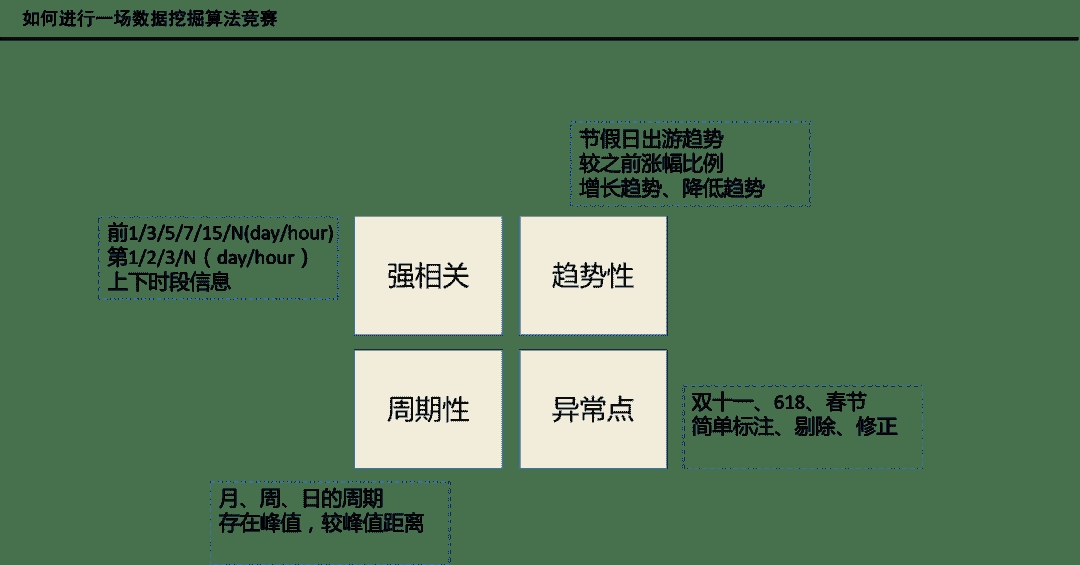 如何进行一场数据挖掘算法竞赛
节假日出游趋势
较之前涨幅比例
增长趋势、降低趋势
前1/3/5/7/15/N(day/hour)
第1/2/3/N（day/hour）
上下时段信息
强相关
趋势性
周期性
异常点
双十一、618、春节
简单标注、剔除、修正
月、周、日的周期
存在峰值，较峰值距离